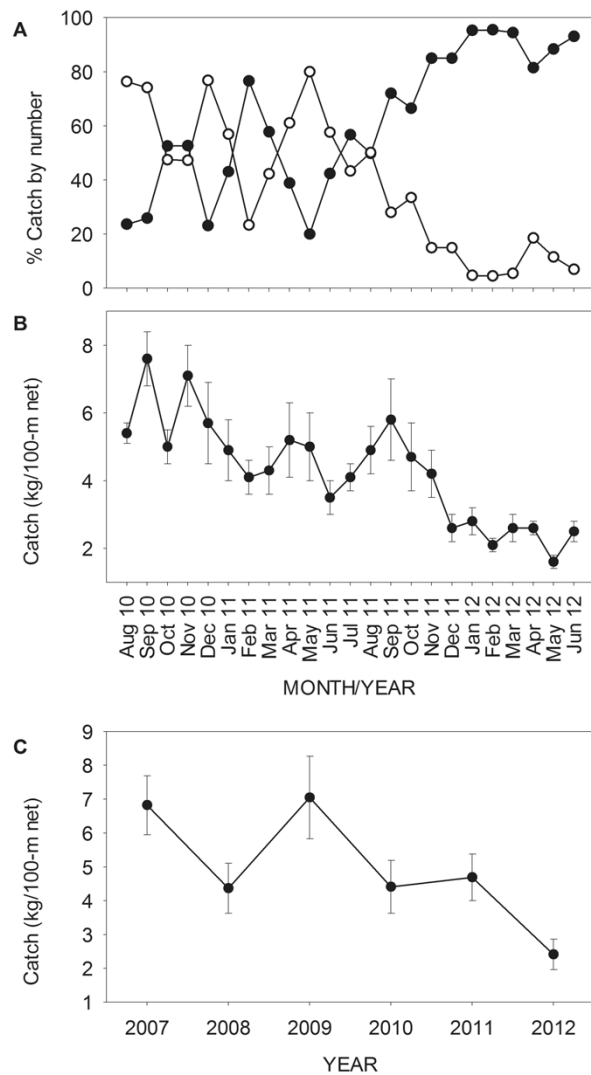 A
100
80
60
40
20
0
% Catch by number
B
8
6
4
2
Catch (kg/100-m net)
Aug 10
Sep 10
Oct 10
Nov 10
Dec 10
Jan 11
Feb 11
Mar 11
Apr 11
May 11
Jun 11
Jul 11
Aug 11
Sep 11
Oct 11
Nov 11
Dec 11
Jan 12
Feb 12
Mar 12
Apr 12
May 12
Jun 12
MONTH/YEAR
C
9
8
7
6
5
4
3
2
1
Catch (kg/100-m net)
2007 2008 2009 2010 2011 2012
YEAR